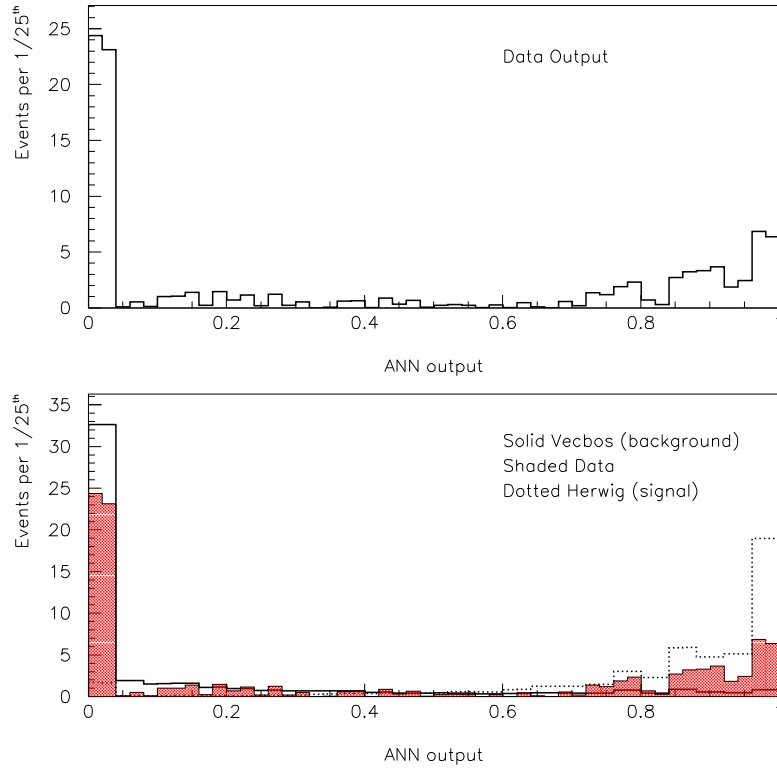 Events per 1/25th
25
20
15
10
5
0
Data Output
0 0.2 0.4 0.6 0.8 1
ANN output
Events per 1/25th
35
30
25
20
15
10
5
0
Solid Vecbos (background)
Shaded Data
Dotted Herwig (signal)
0 0.2 0.4 0.6 0.8 1
ANN output